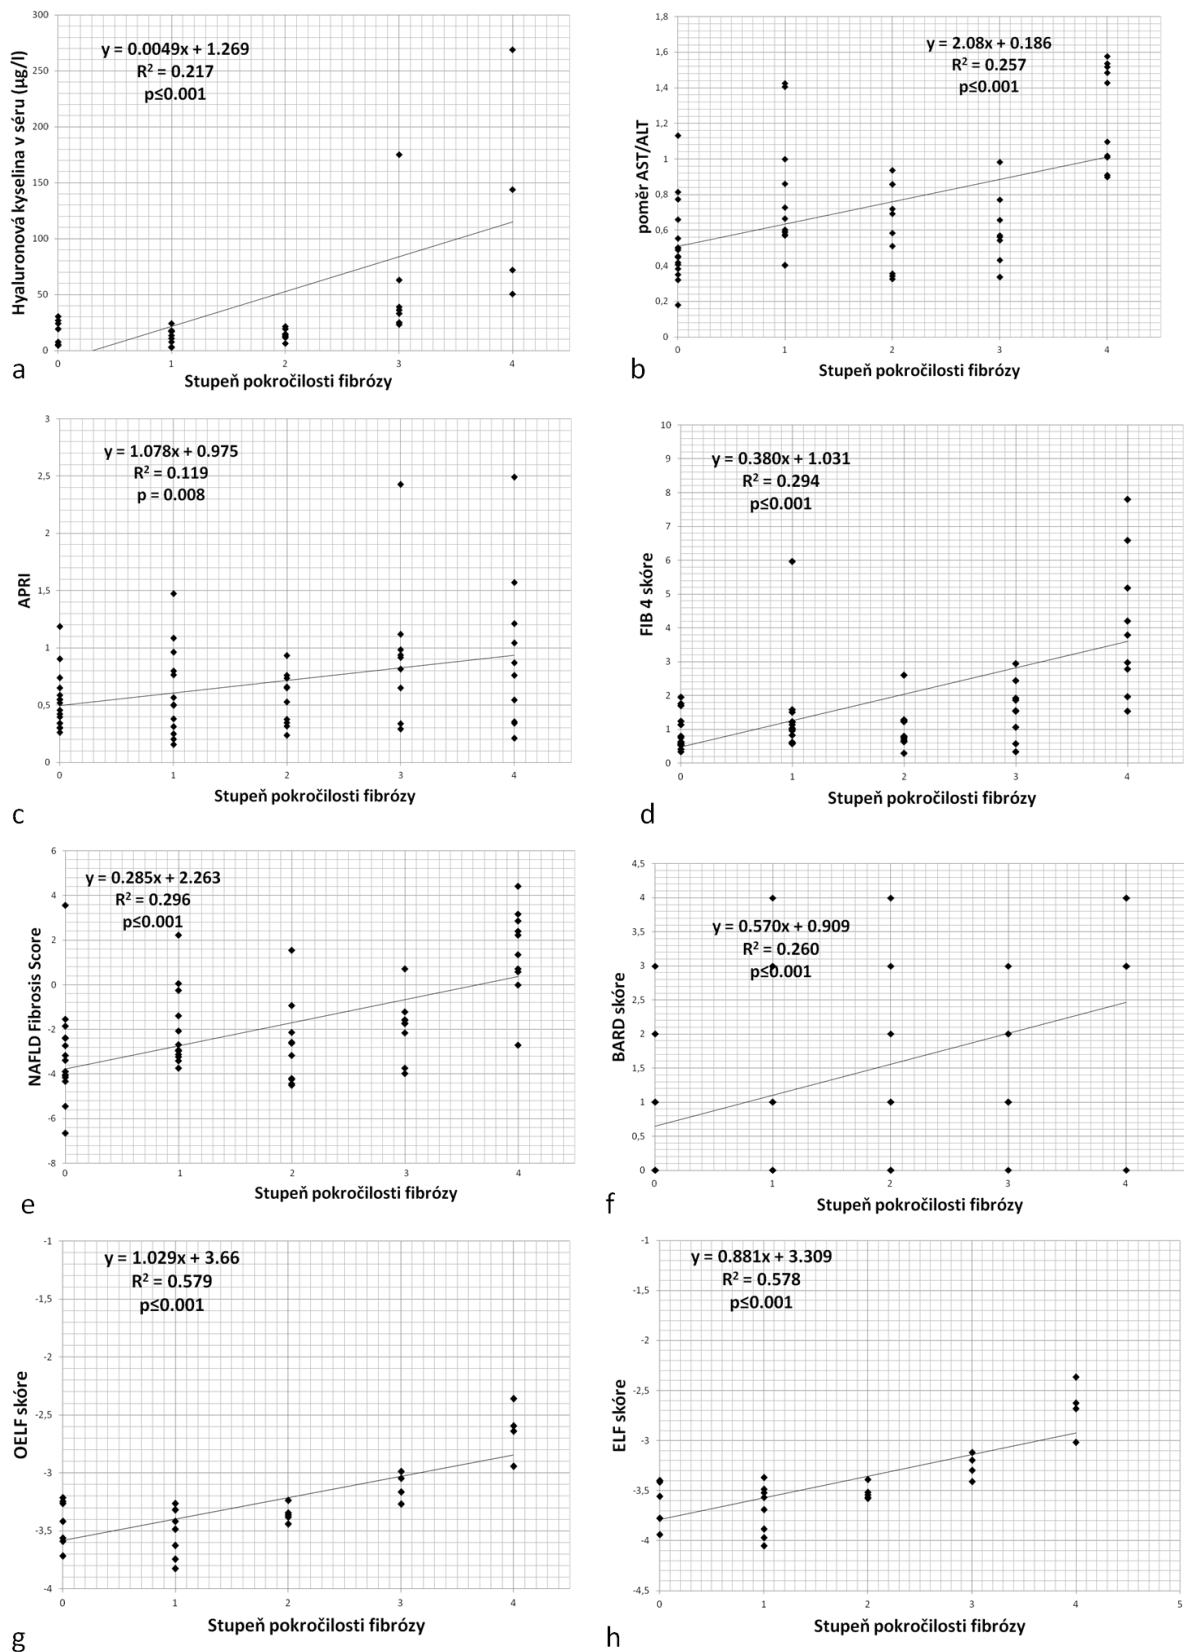 300
250
200
150
100
50
0
Hyaluronová kyselina v séru (µg/l)
y = 0.0049x + 1.269
R² = 0.217
p≤0.001
0 1 2 3 4
Stupeň pokročilosti fibrózy
a
1,8
1,6
1,4
1,2
1
0,8
0,6
0,4
0,2
0
poměr AST/ALT
y = 2.08x + 0.186
R² = 0.257
p≤0.001
0 1 2 3 4
Stupeň pokročilosti fibrózy
b
3
2,5
2
1,5
1
0,5
0
APRI
y = 1.078x + 0.975
R² = 0.119
p = 0.008
0 1 2 3 4
Stupeň pokročilosti fibrózy
c
10
9
8
7
6
5
4
3
2
1
0
FIB 4 skóre
y = 0.380x + 1.031
R² = 0.294
p≤0.001
0 1 2 3 4
Stupeň pokročilosti fibrózy
d
6
4
2
0
-2
-4
-6
-8
NAFLD Fibrosis Score
y = 0.285x + 2.263
R² = 0.296
p≤0.001
0 1 2 3 4
Stupeň pokročilosti fibrózy
e
4,5
4
3,5
3
2,5
2
1,5
1
0,5
0
BARD skóre
y = 0.570x + 0.909
R² = 0.260
p≤0.001
0 1 2 3 4
Stupeň pokročilosti fibrózy
f
-1
-1,5
-2
-2,5
-3
-3,5
-4
OELF skóre
y = 1.029x + 3.66
R² = 0.579
p≤0.001
0 1 2 3 4
Stupeň pokročilosti fibrózy
g
-1
-1,5
-2
-2,5
-3
-3,5
-4
-4,5
ELF skóre
y = 0.881x + 3.309
R² = 0.578
p≤0.001
0 1 2 3 4 5
Stupeň pokročilosti fibrózy
h